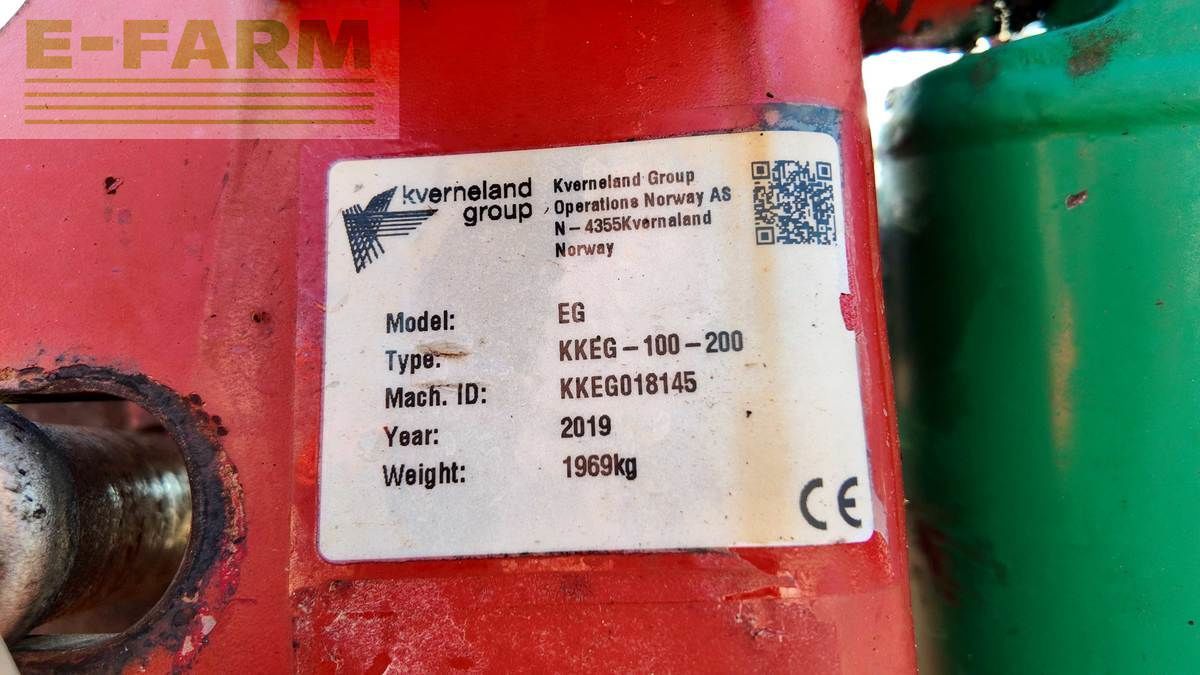 E-FARM
kverneland
group
Kverneland Group
Operations Norway AS
N-4355Kvernaland
Norway
Model: EG
Type: KKEG-100-200
Mach. ID: KKEG018145
Year: 2019
Weight: 1969kg
CE